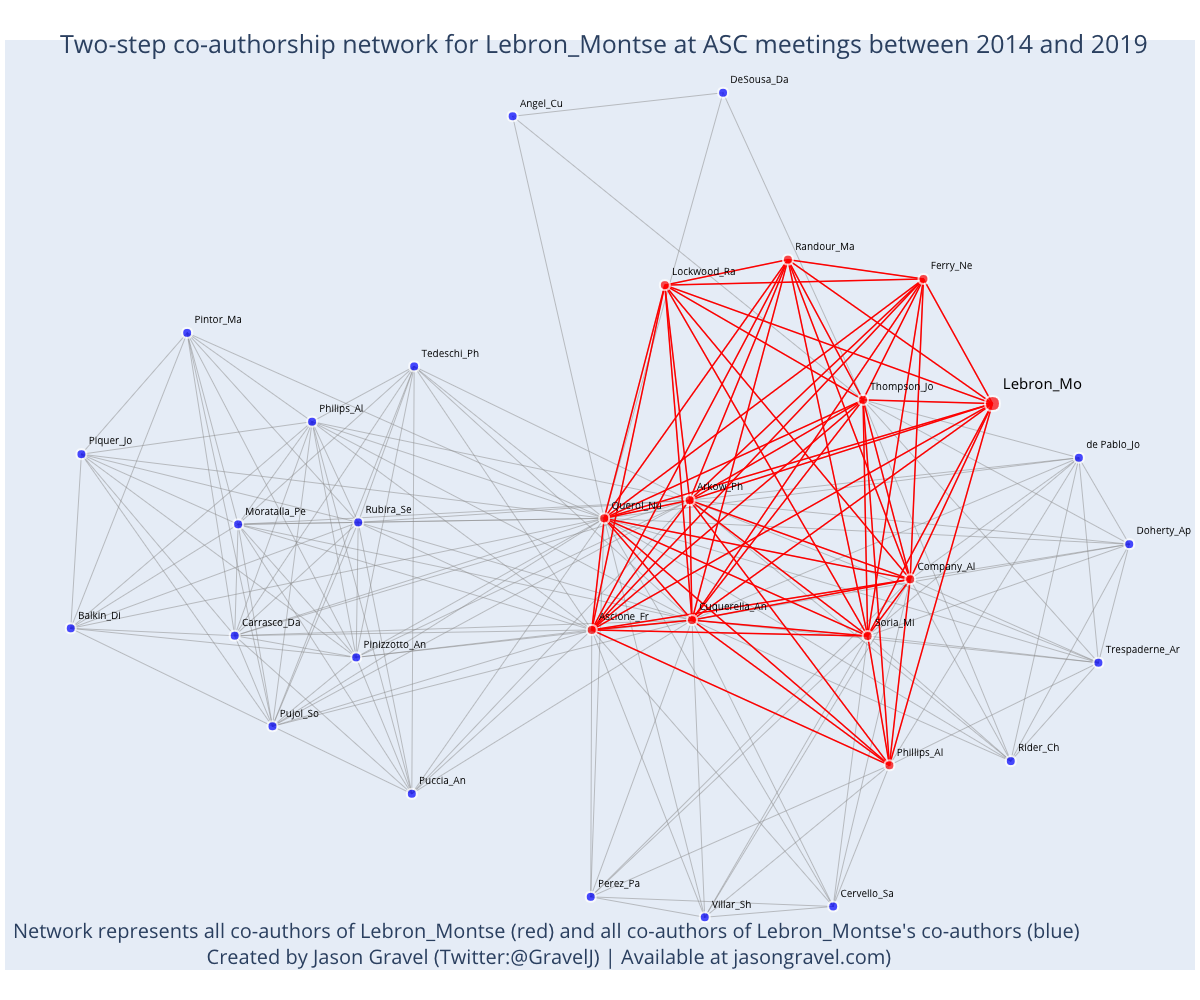 Two-step co-authorship network for Lebron_Montse at ASC meetings between 2014 and 2019
DeSousa_Da
Angel_Cu
Randour_Ma
Ferry_Ne
Lockwood_Ra
Pintor_Ma
Tedeschi_Ph
Lebron_Mo
Thompson_Jo
Philips_Al
Piquer_Jo
de Pablo_Jo
Arkow_Ph
Querol_Nu
Moratalla_Pe
Rubira_Se
Doherty_Ap
Company_Al
Luquerella_An
Ascione_Fr
Balkin_Di
Carrasco_Da
Soria_Mi
Pinizzotto_An
Trespaderne_Ar
Pujol_So
Rider_Ch
Phillips_Al
Puccia_An
Perez_Pa
Cervello_Sa
Villar_Sh
Network represents all co-authors of Lebron_Montse (red) and all co-authors of Lebron_Montse's co-authors (blue)
Created by Jason Gravel (Twitter:@GravelJ) | Available at jasongravel.com)